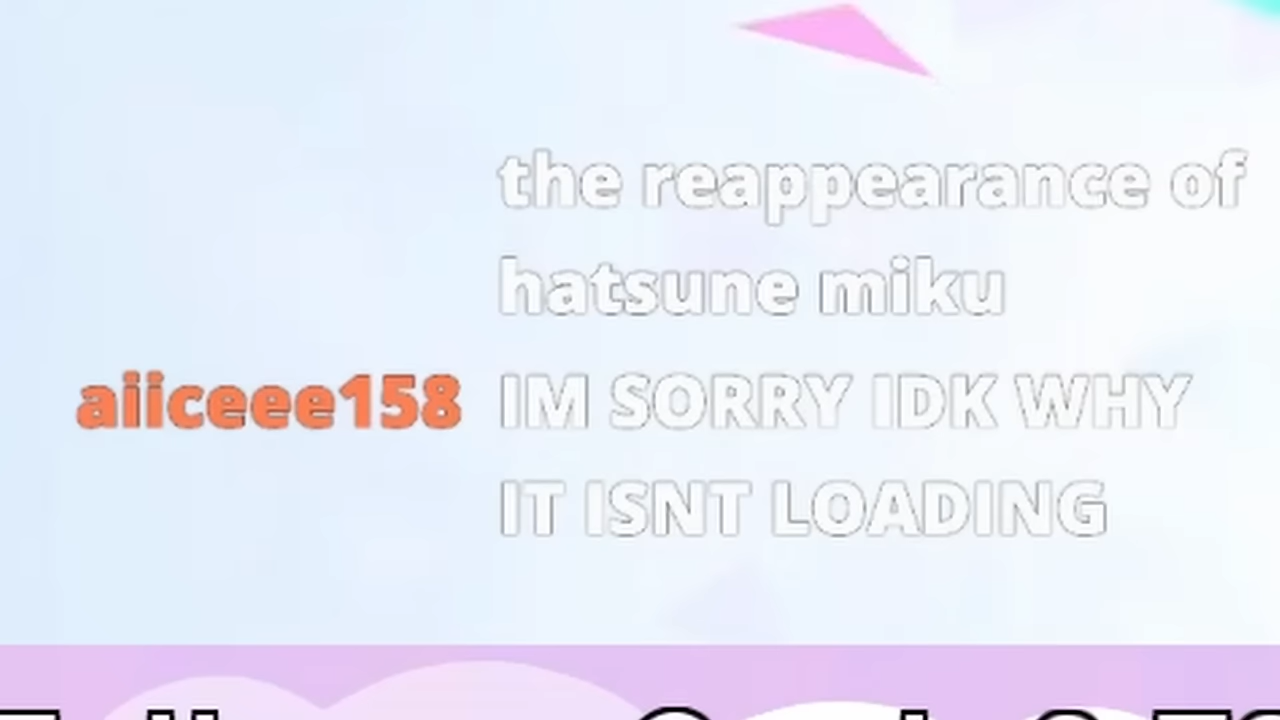 the reappearance of
hatsune miku
aiiceee158 IM SORRY IDK WHY
IT ISNT LOADING